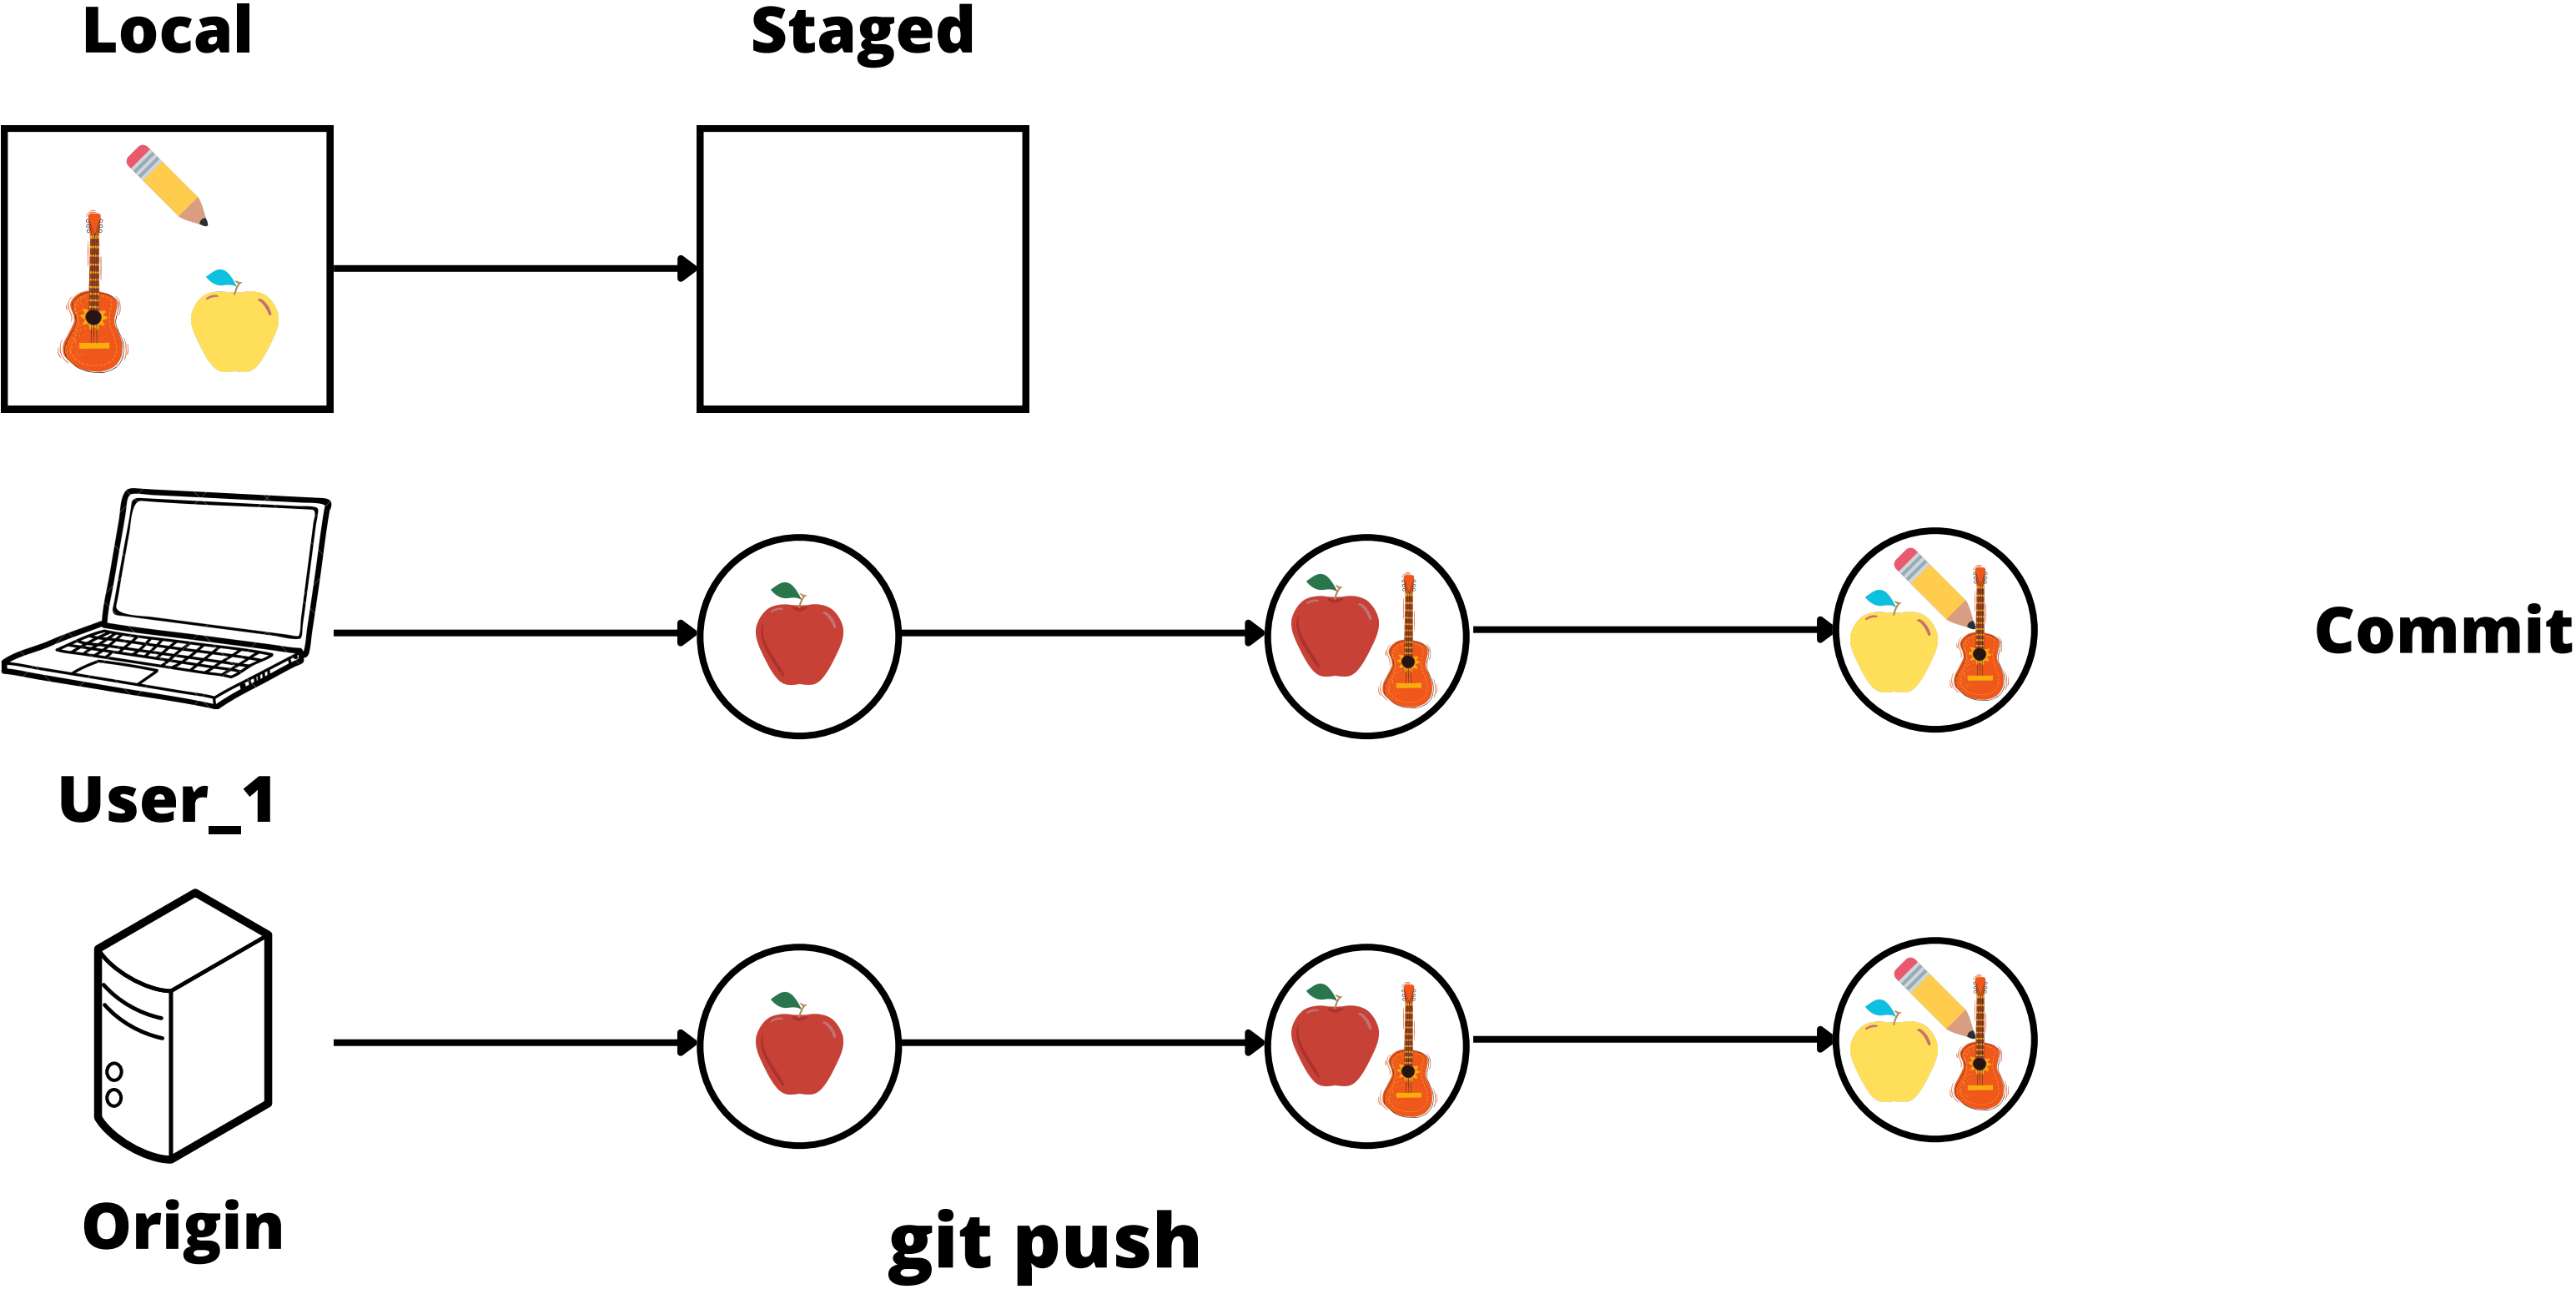 Local
Staged
Commit
User_1
Origin
git push